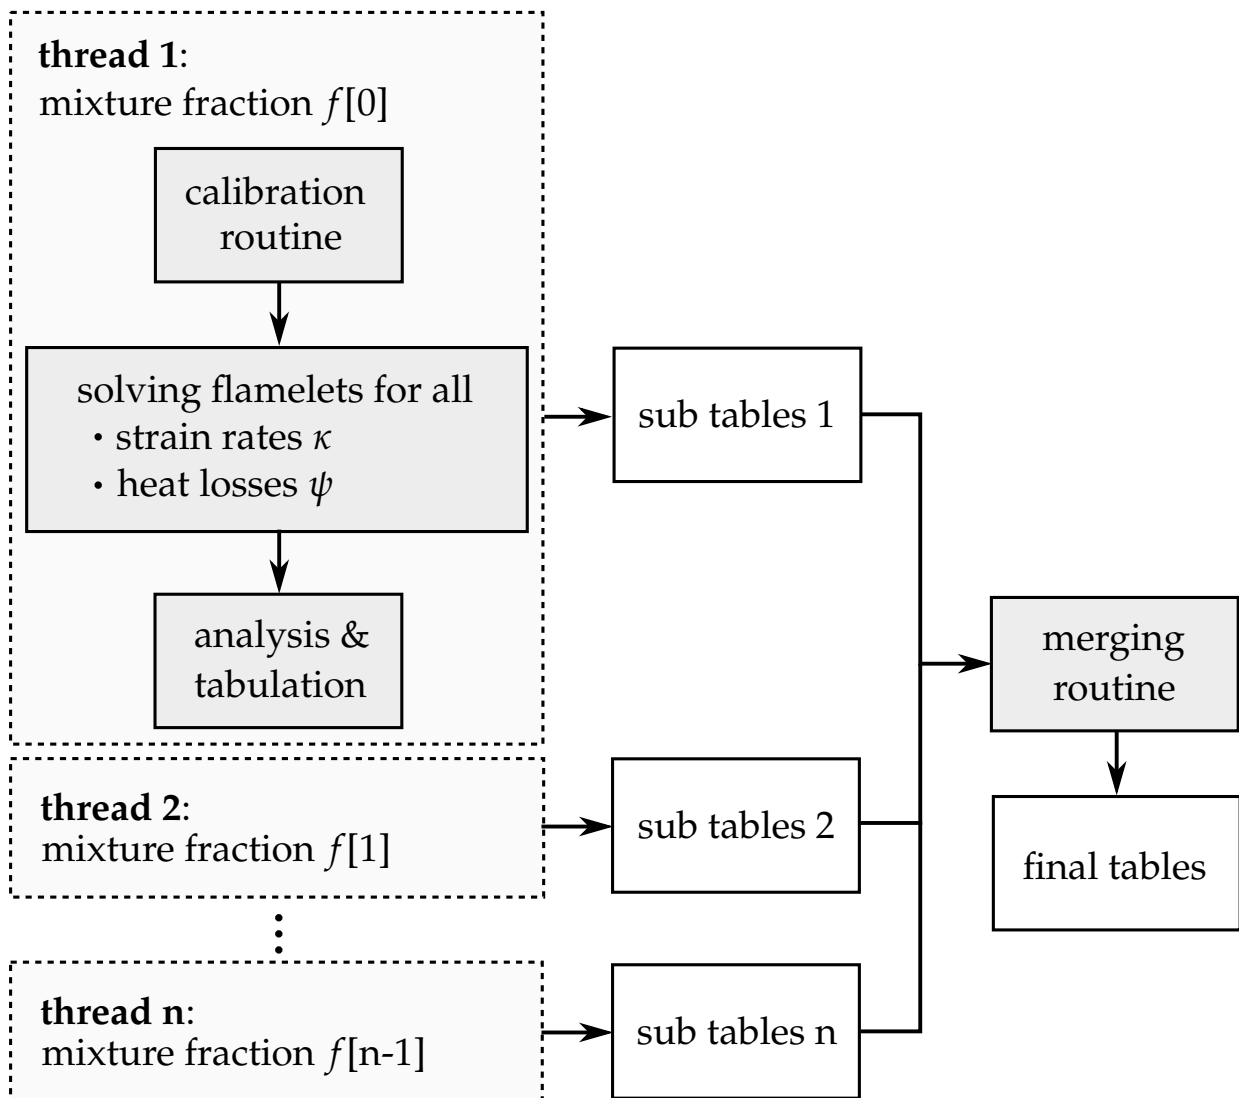 thread 1:
mixture fraction f[0]
calibration
routine
solving flamelets for all
• strain rates κ
• heat losses ψ
analysis &
tabulation
sub tables 1
merging
routine
thread 2:
mixture fraction f[1]
sub tables 2
final tables
thread n:
mixture fraction f[n-1]
sub tables n